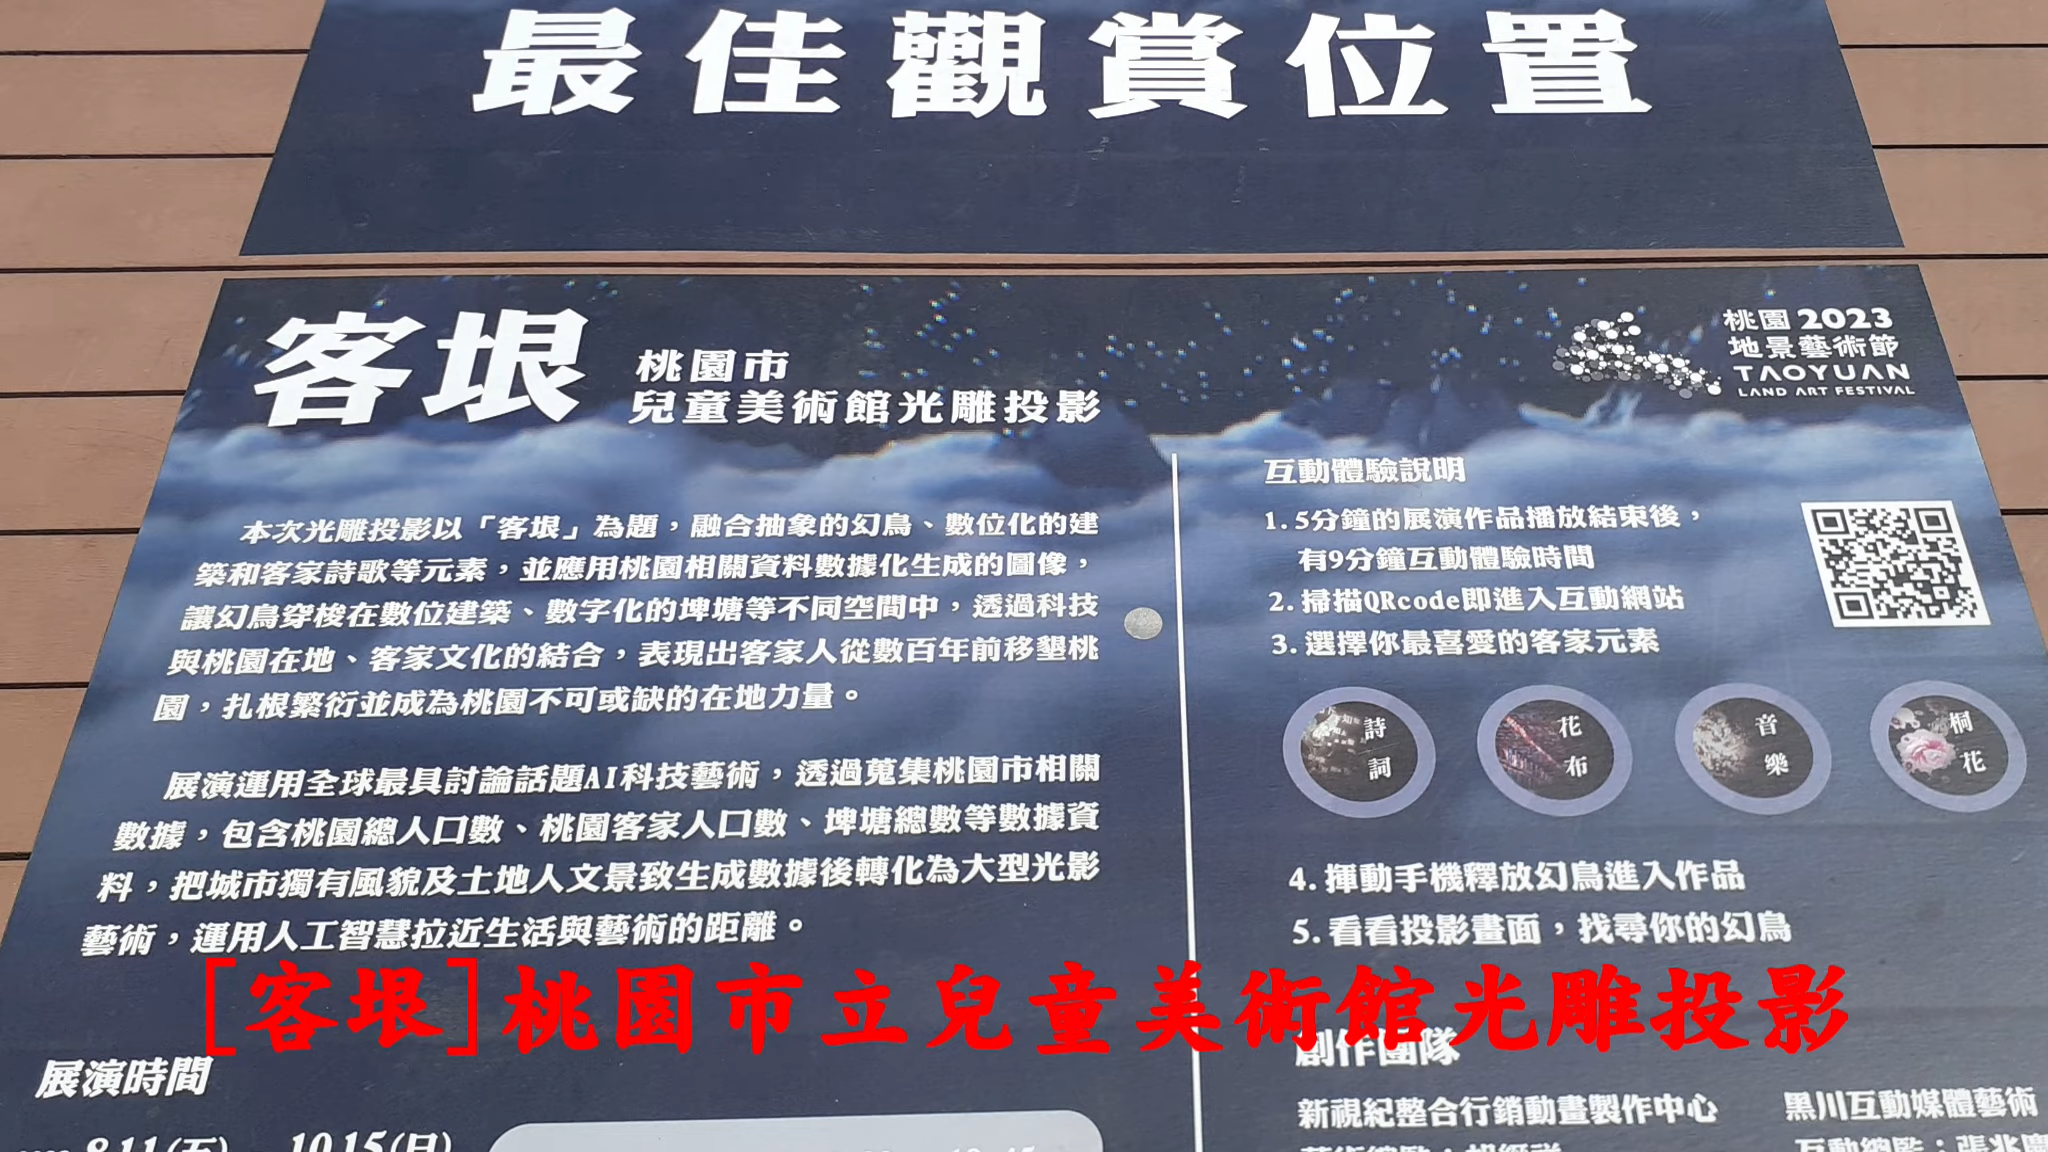 最佳觀賞位置
客垠
桃園市
兒童美術館光雕投影
桃園2023
地景藝術節
TAOYUAN
LAND ART FESTIVAL
本次光雕投影以「客垠」為題，融合抽象的幻鳥、數位化的建
築和客家詩歌等元素，並應用桃園相關資料數據化生成的圖像，
讓幻鳥穿梭在數位建築、數字化的埤塘等不同空間中，透過科技
與桃園在地、客家文化的結合，表現出客家人從數百年前移墾桃
園，扎根繁衍並成為桃園不可或缺的在地力量。
展演運用全球最具討論話題AI科技藝術，透過蒐集桃園市相關
數據，包含桃園總人口數、桃園客家人口數、埤塘總數等數據資
料，把城市獨有風貌及土地人文景致生成數據後轉化為大型光影
藝術，運用人工智慧拉近生活與藝術的距離。
互動體驗說明
1. 5分鐘的展演作品播放結束後，
有9分鐘互動體驗時間
2. 掃描QRcode即進入互動網站
3. 選擇你最喜愛的客家元素
詩詞
花布
音樂
桐花
4. 揮動手機釋放幻鳥進入作品
5. 看看投影畫面，找尋你的幻鳥
[客垠]桃園市立兒童美術館光雕投影
展演時間
8.11(五) 10.15(日)
創作團隊
新視紀整合行銷動畫製作中心
黑川互動媒體藝術